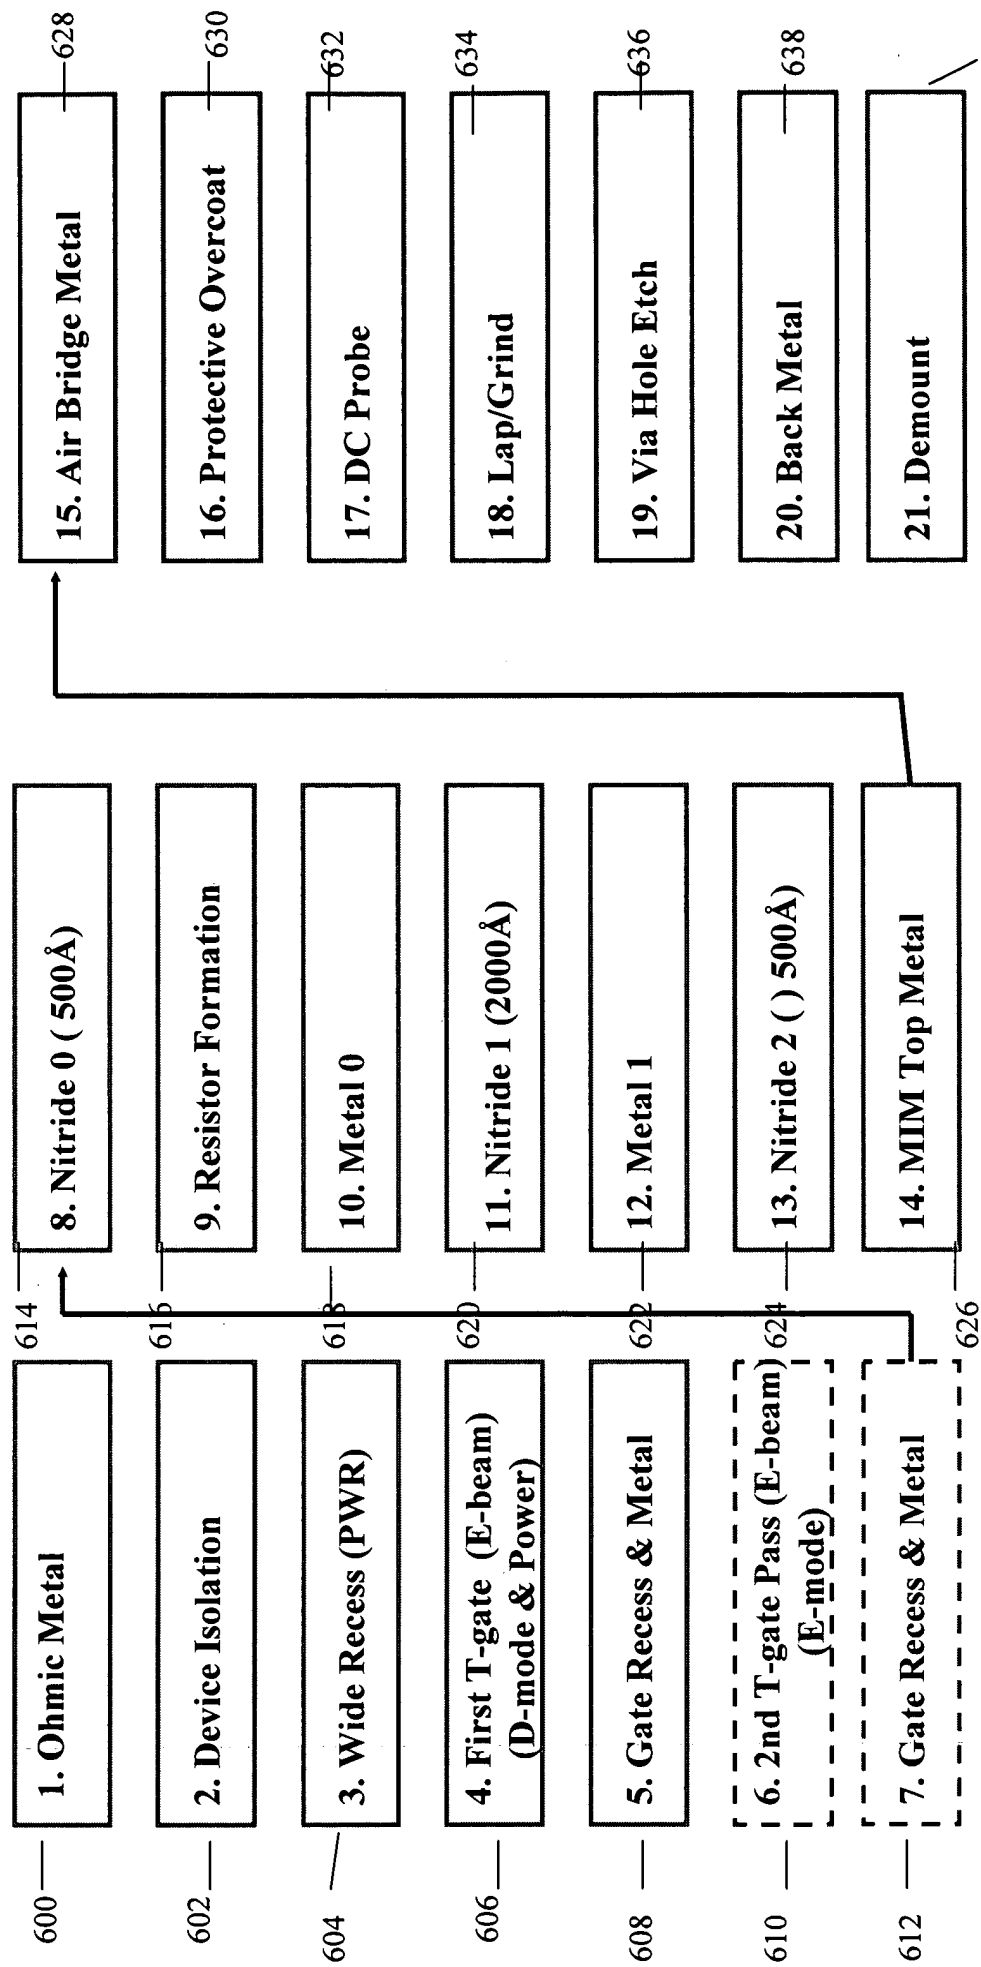 600
1. Ohmic Metal
602
2. Device Isolation
604
3. Wide Recess (PWR)
606
4. First T-gate (E-beam)
(D-mode & Power)
608
5. Gate Recess & Metal
610
6. 2nd T-gate Pass (E-beam)
(E-mode)
612
7. Gate Recess & Metal
614
8. Nitride 0 ( 500Å)
616
9. Resistor Formation
618
10. Metal 0
620
11. Nitride 1 (2000Å)
622
12. Metal 1
624
13. Nitride 2 ( ) 500Å)
626
14. MIM Top Metal
628
15. Air Bridge Metal
630
16. Protective Overcoat
632
17. DC Probe
634
18. Lap/Grind
636
19. Via Hole Etch
638
20. Back Metal
21. Demount